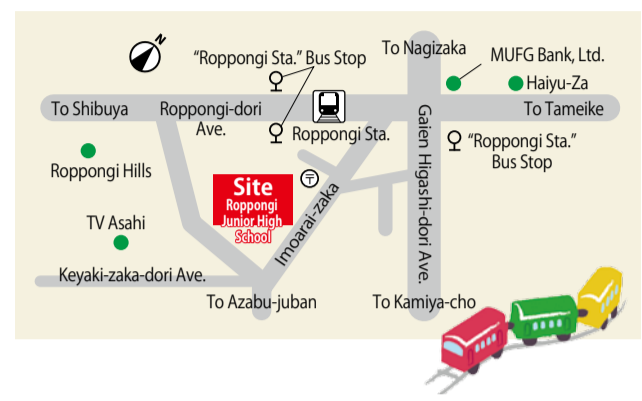 N
"Roppongi Sta." Bus Stop
To Nagizaka
MUFG Bank, Ltd.
Haiyu-Za
To Shibuya
Roppongi-dori
Ave.
To Tameike
Roppongi Sta.
"Roppongi Sta."
Bus Stop
Gaien Higashi-dori Ave.
Roppongi Hills
〒
Site
Roppongi
Junior High
School
Imoarai-zaka
TV Asahi
Keyaki-zaka-dori Ave.
To Azabu-juban
To Kamiya-cho